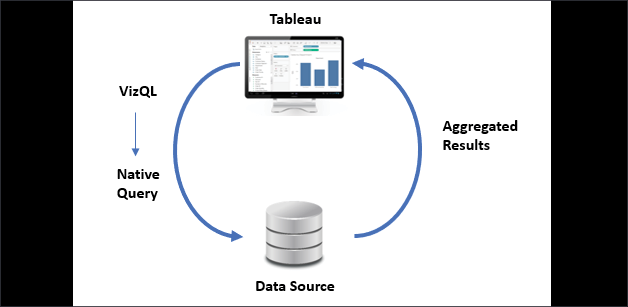 Tableau
VizQL
Native
Query
Aggregated
Results
Data Source